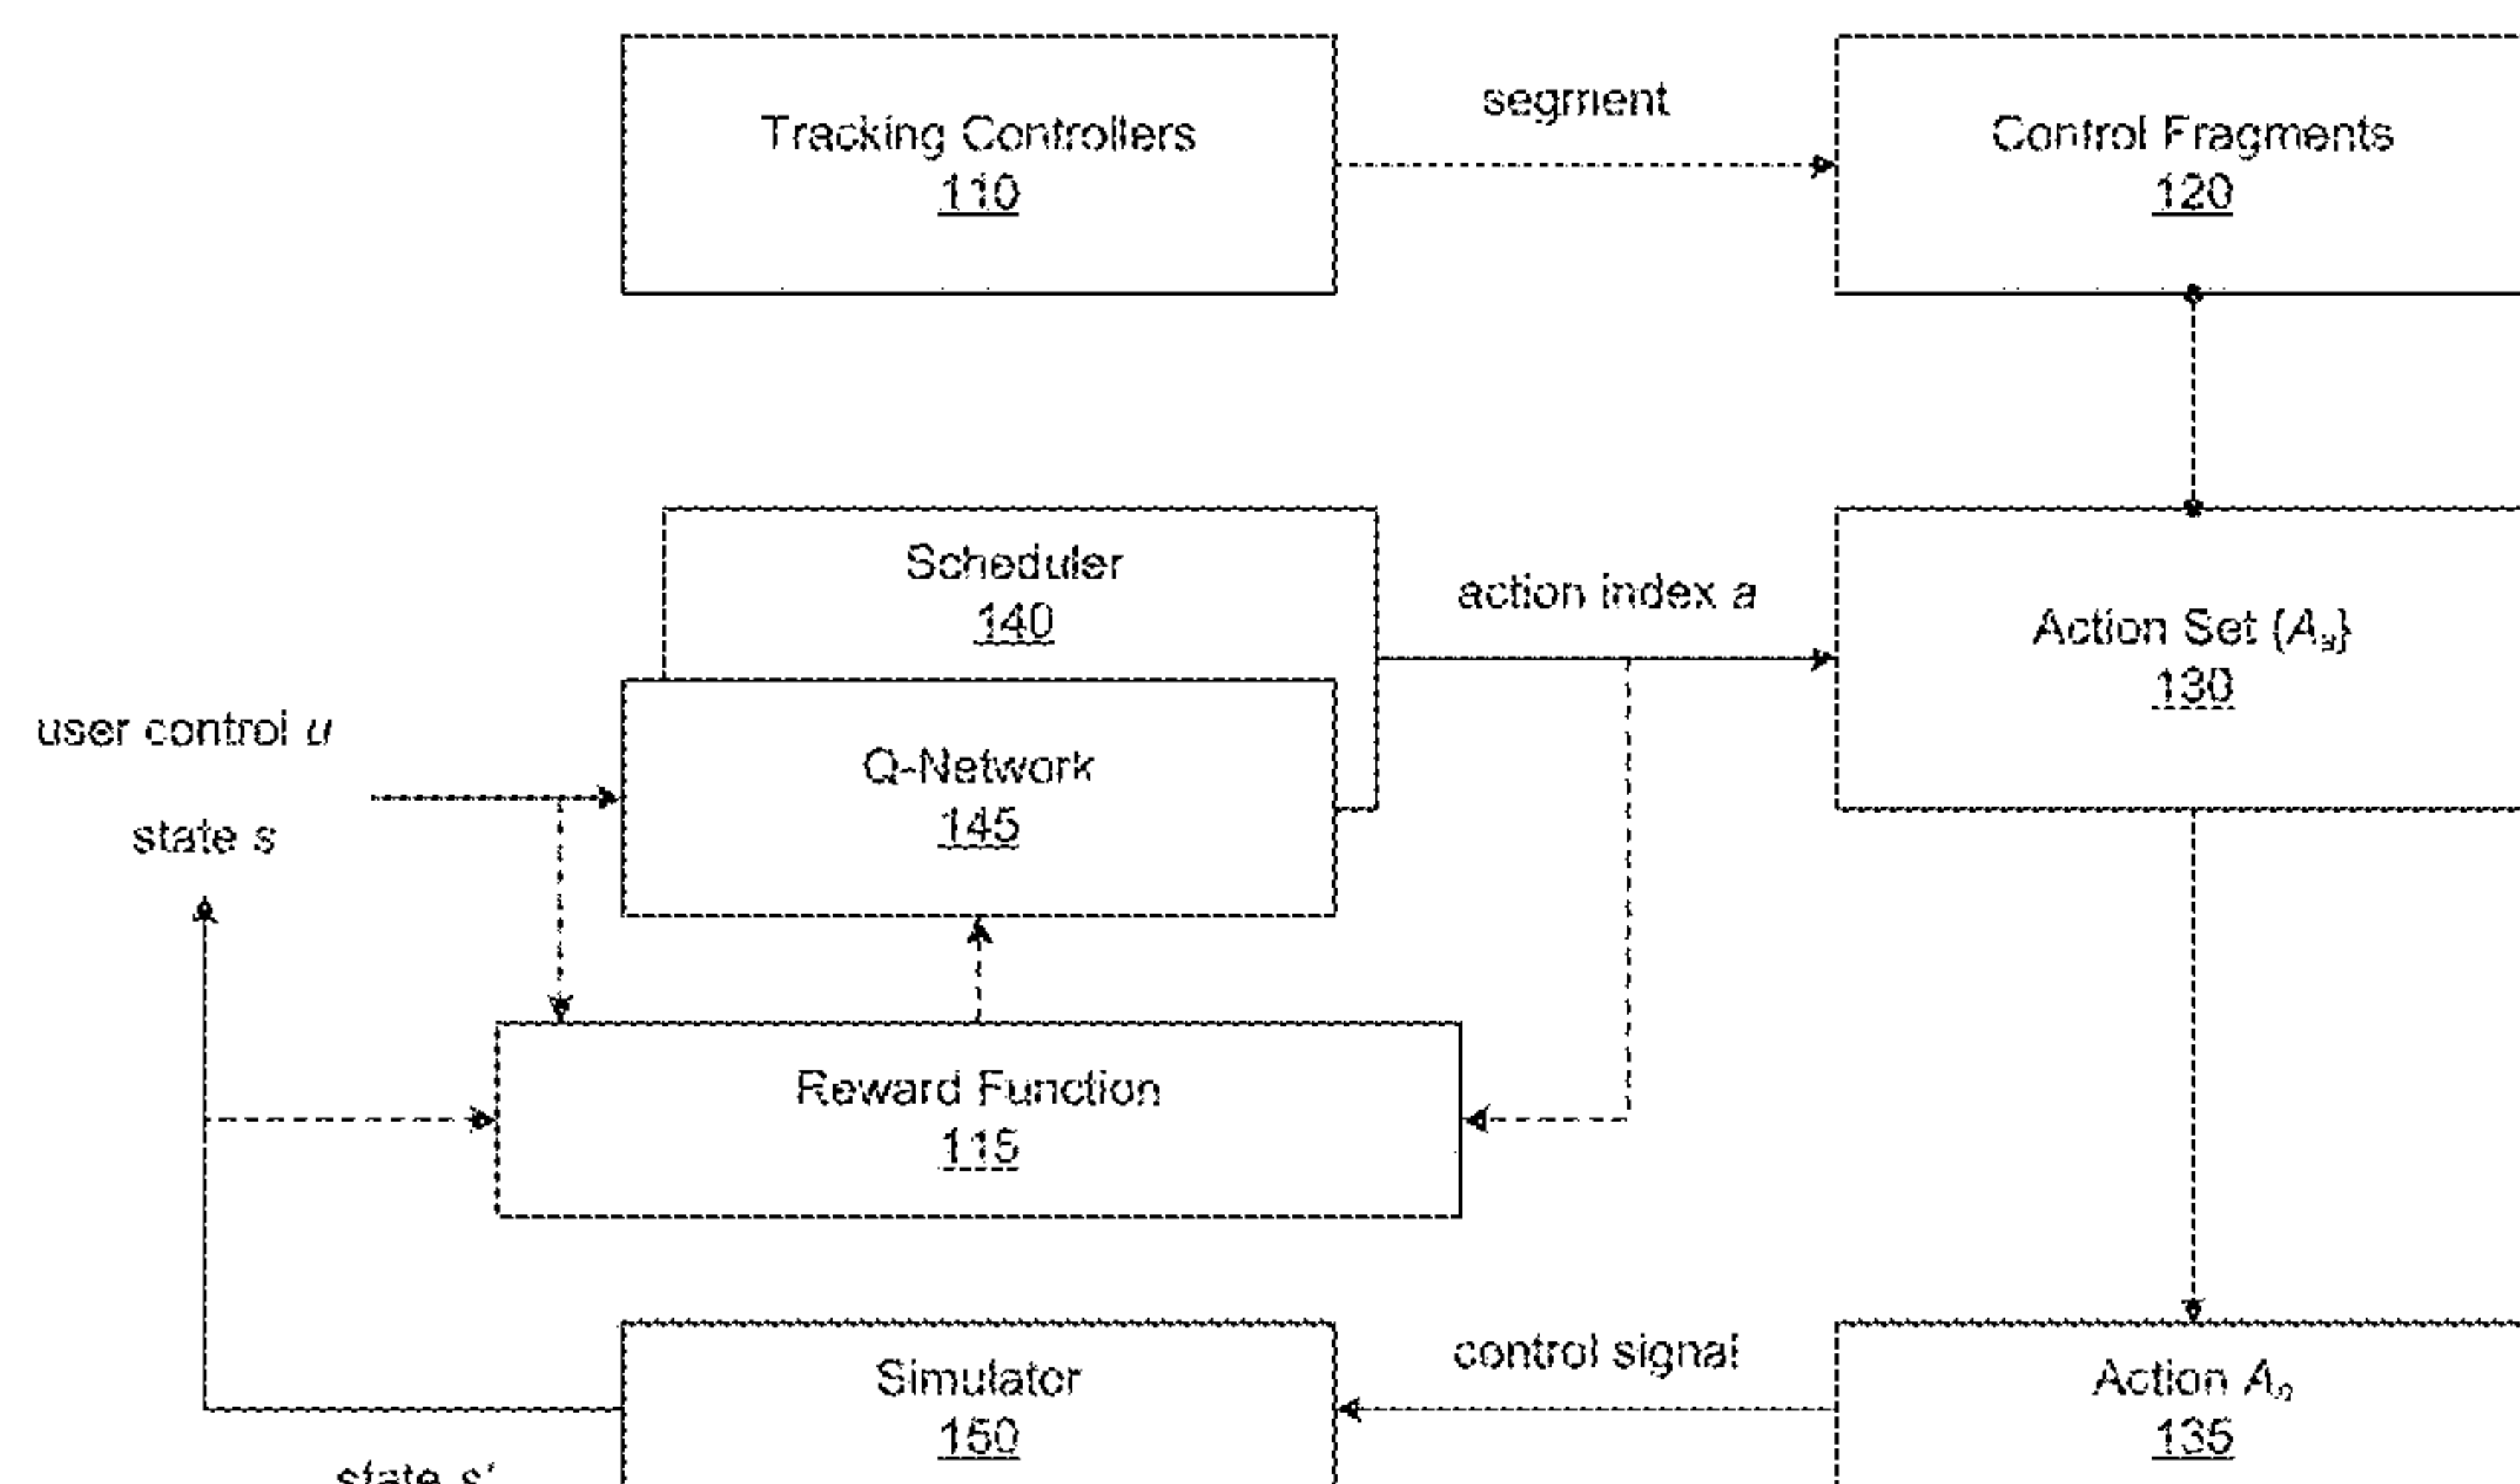 Tracking Controllers
110
segment
Control Fragments
120
Scheduler
140
action index a
Action Set {Aₐ}
130
user control u
state s
Q-Network
145
Reward Function
115
Simulator
150
control signal
Action Aₐ
135
state s'